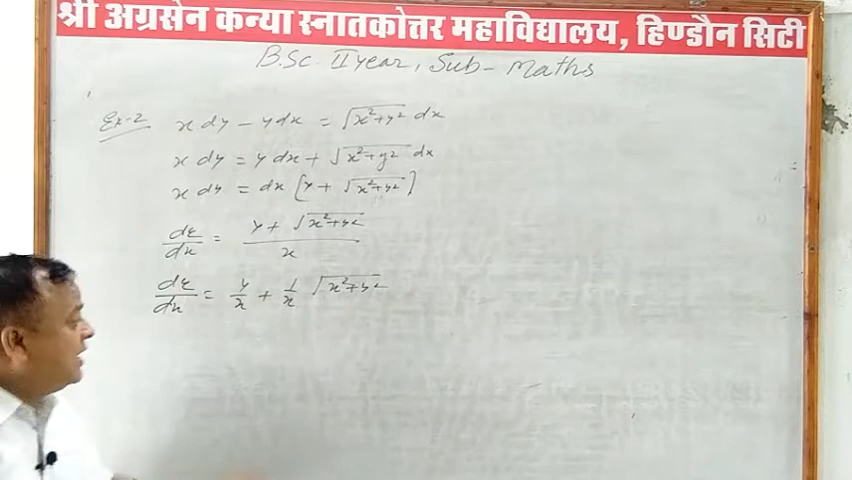 श्री अग्रसेन कन्या स्नातकोत्तर महाविद्यालय, हिण्डौन सिटी
B.Sc. II year, Sub- Maths
Ex-2 x dy - y dx = √(x²+y²) dx
x dy = y dx + √(x²+y²) dx
x dy = dx [y + √(x²+y²)]
dy/dx = (y + √(x²+y²))/x
dy/dx = y/x + 1/x √(x²+y²)